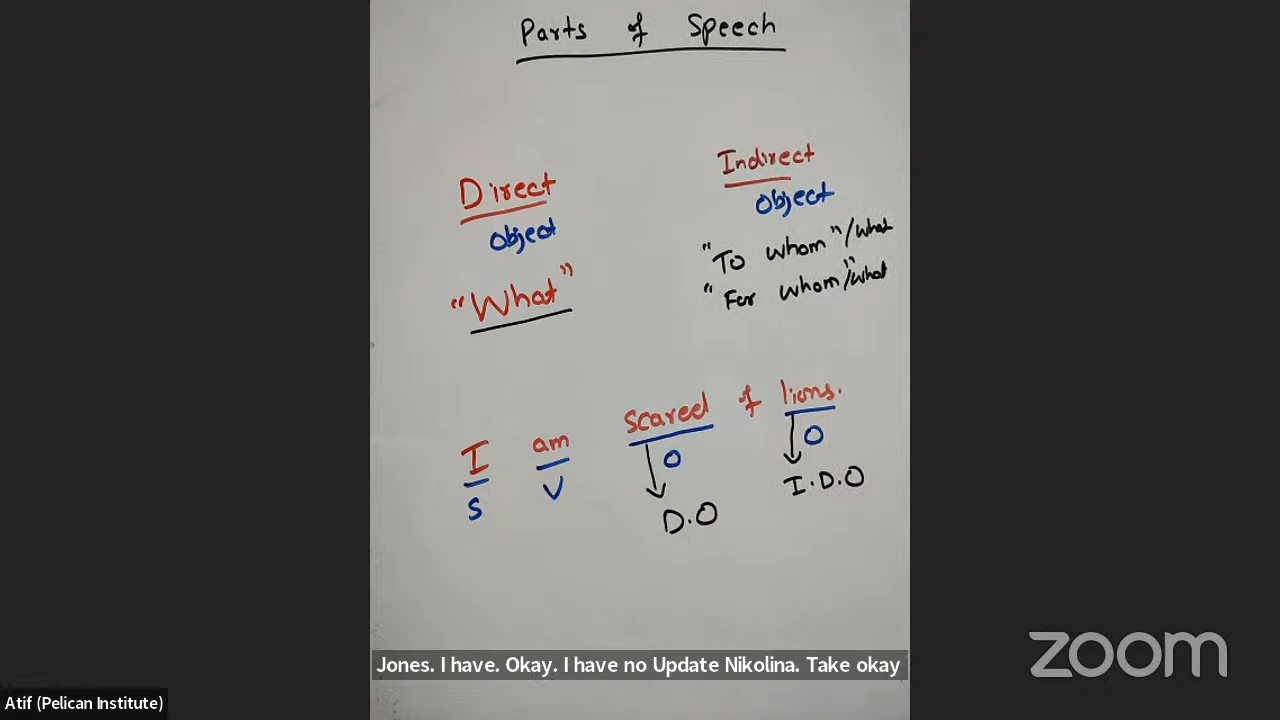 Parts of Speech
Direct
Object
"What"
Indirect
Object
"To whom"/what
"For whom"/what
I am scared of lions.
S V O O
D.O I.D.O
Jones. I have. Okay. I have no Update Nikolina. Take okay
zoom
Atif (Pelican Institute)